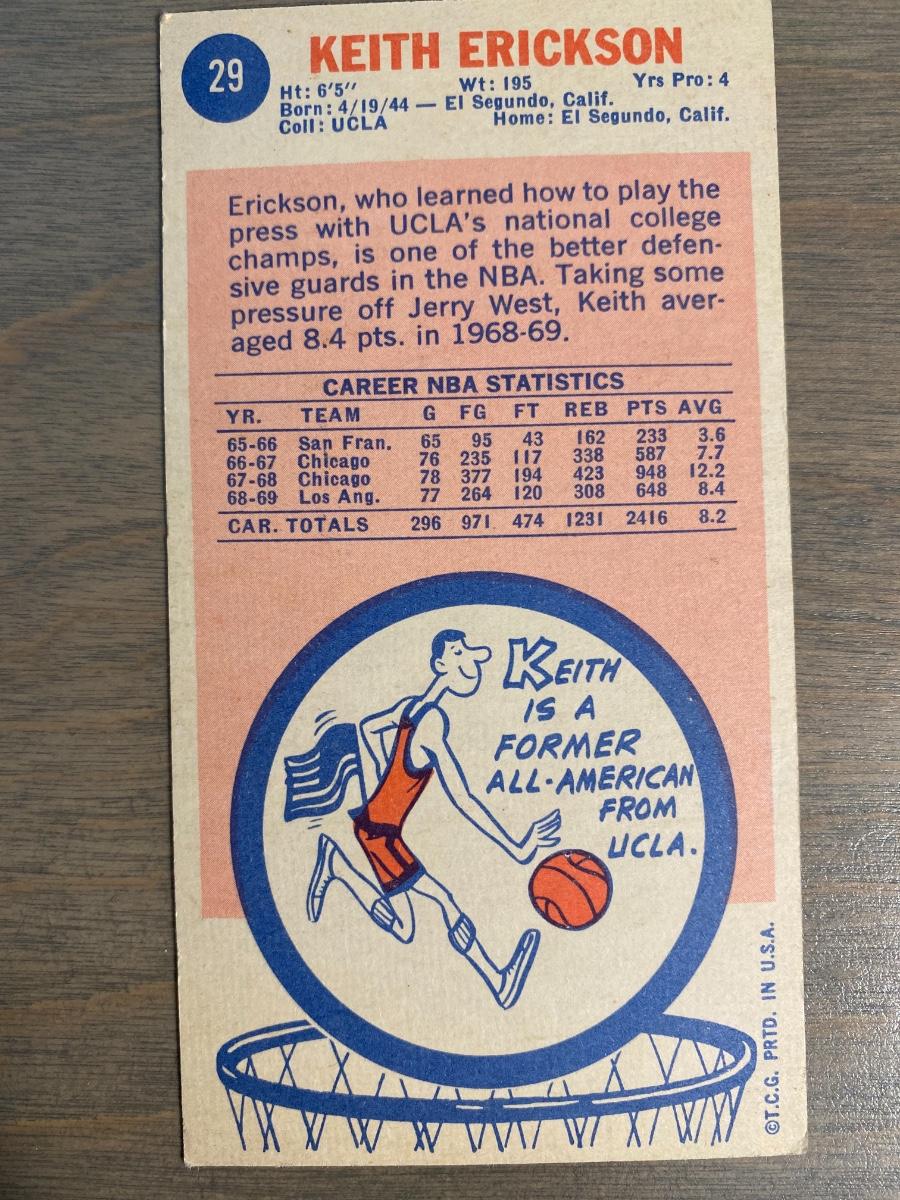 29
KEITH ERICKSON
Ht: 6'5'' Wt: 195 Yrs Pro: 4
Born: 4/19/44 — El Segundo, Calif.
Coll: UCLA Home: El Segundo, Calif.
Erickson, who learned how to play the
press with UCLA's national college
champs, is one of the better defen-
sive guards in the NBA. Taking some
pressure off Jerry West, Keith aver-
aged 8.4 pts. in 1968-69.
CAREER NBA STATISTICS
YR. TEAM G FG FT REB PTS AVG
65-66 San Fran. 65 95 43 162 233 3.6
66-67 Chicago 76 235 117 338 587 7.7
67-68 Chicago 78 377 194 423 948 12.2
68-69 Los Ang. 77 264 120 308 648 8.4
CAR. TOTALS 296 971 474 1231 2416 8.2
KEITH
IS A
FORMER
ALL-AMERICAN
FROM
UCLA.
©T.C.G. PRTD. IN U.S.A.